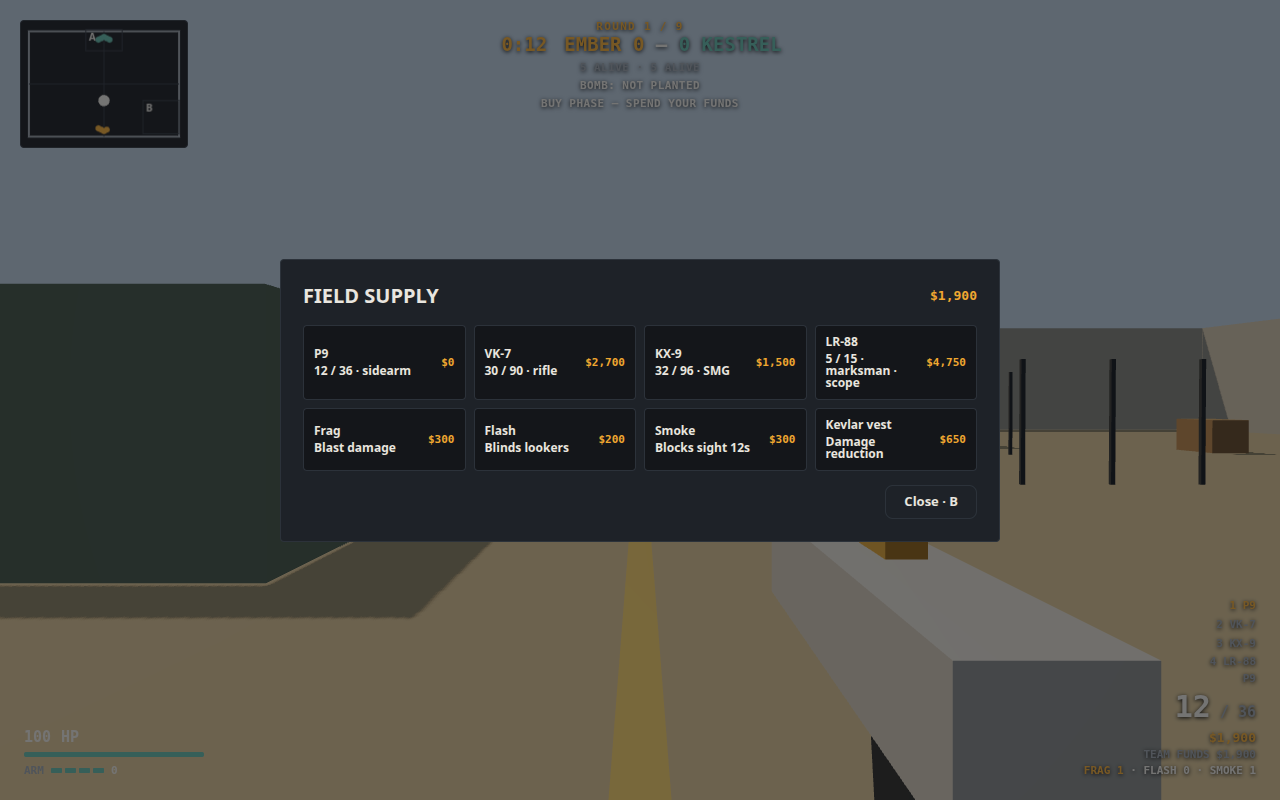 A
B
ROUND 1 / 9
0:12 EMBER 0 — 0 KESTREL
5 ALIVE · 5 ALIVE
BOMB: NOT PLANTED
BUY PHASE — SPEND YOUR FUNDS
FIELD SUPPLY
$1,900
P9
12 / 36 · sidearm
$0
VK-7
30 / 90 · rifle
$2,700
KX-9
32 / 96 · SMG
$1,500
LR-88
5 / 15 ·
marksman ·
scope
$4,750
Frag
Blast damage
$300
Flash
Blinds lookers
$200
Smoke
Blocks sight 12s
$300
Kevlar vest
Damage
reduction
$650
Close · B
1 P9
2 VK-7
3 KX-9
4 LR-88
P9
12 / 36
$1,900
TEAM FUNDS
FRAG 1 · FLASH 0 · SMOKE 1
100 HP
ARM
0